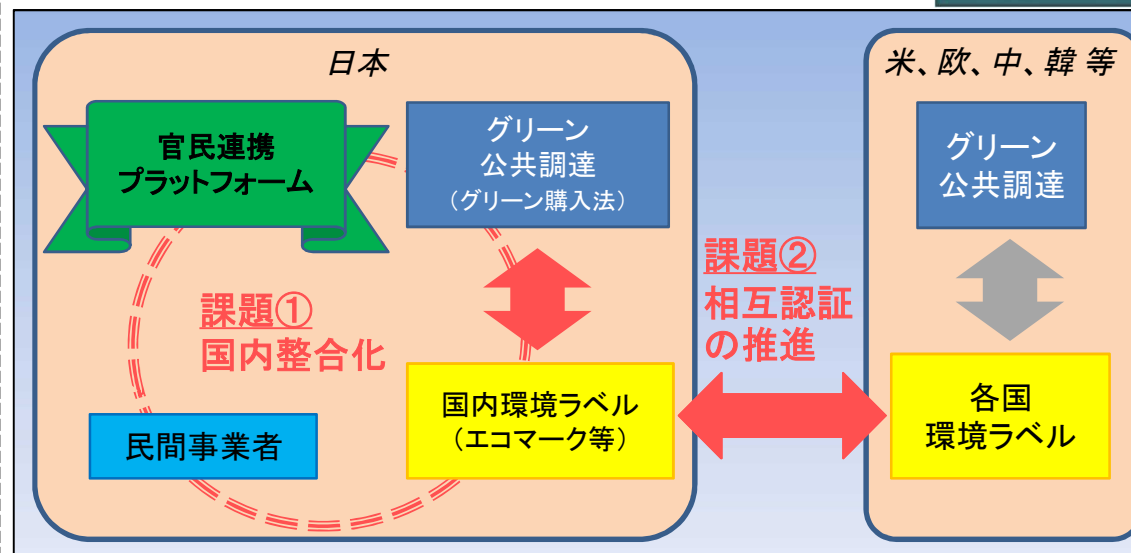 日本
官民連携
プラットフォーム
グリーン
公共調達
（グリーン購入法）
課題①
国内整合化
民間事業者
国内環境ラベル
（エコマーク等）
課題②
相互認証
の推進
米、欧、中、韓 等
グリーン
公共調達
各国
環境ラベル